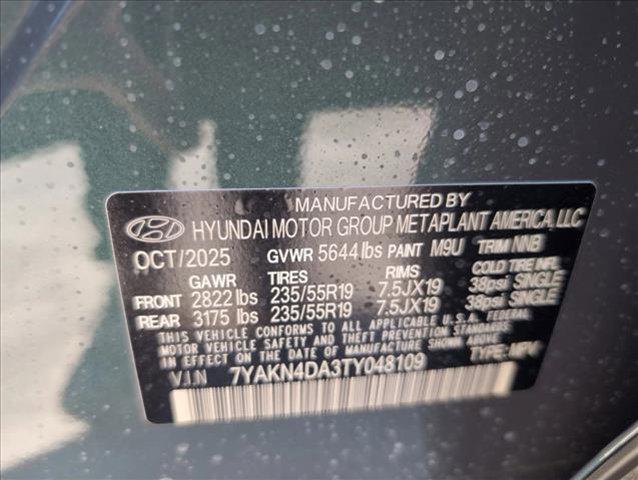 MANUFACTURED BY
HYUNDAI HYUNDAI MOTOR GROUP METAPLANT AMERICA, LLC
OCT/2025 GVWR 5644 lbs PAINT M9U TRIM NNB
GAWR TIRES RIMS COLD TIRE INFL.
FRONT 2822 lbs 235/55R19 7.5JX19 38psi SINGLE
REAR 3175 lbs 235/55R19 7.5JX19 38psi SINGLE
THIS VEHICLE CONFORMS TO ALL APPLICABLE U.S.A. FEDERAL
MOTOR VEHICLE SAFETY STANDARDS
IN EFFECT ON THE DATE OF MANUFACTURE SHOWN ABOVE.
VIN 7YAKN4DA3TY048109 TYPE: MPV